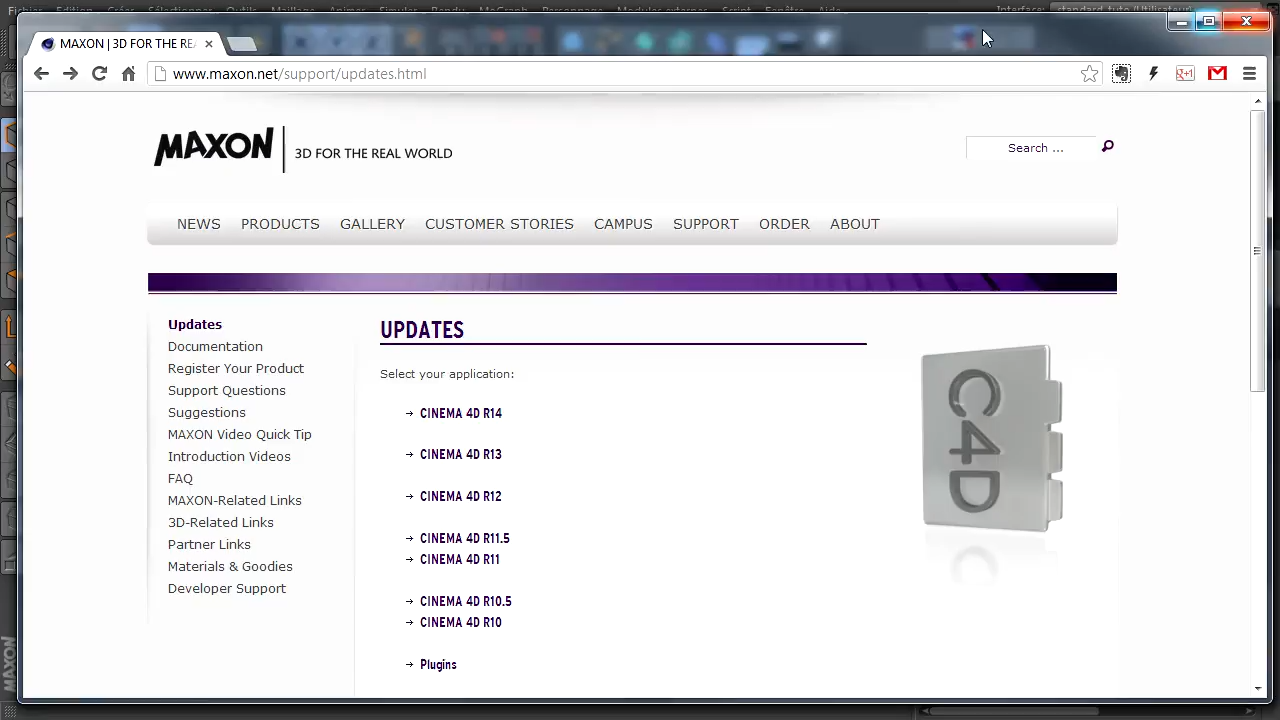 MAXON | 3D FOR THE RE
www.maxon.net/support/updates.html
MAXON 3D FOR THE REAL WORLD
Search ...
NEWS PRODUCTS GALLERY CUSTOMER STORIES CAMPUS SUPPORT ORDER ABOUT
Updates
Documentation
Register Your Product
Support Questions
Suggestions
MAXON Video Quick Tip
Introduction Videos
FAQ
MAXON-Related Links
3D-Related Links
Partner Links
Materials & Goodies
Developer Support
UPDATES
Select your application:
CINEMA 4D R14
CINEMA 4D R13
CINEMA 4D R12
CINEMA 4D R11.5
CINEMA 4D R11
CINEMA 4D R10.5
CINEMA 4D R10
Plugins
C4D
MAXON